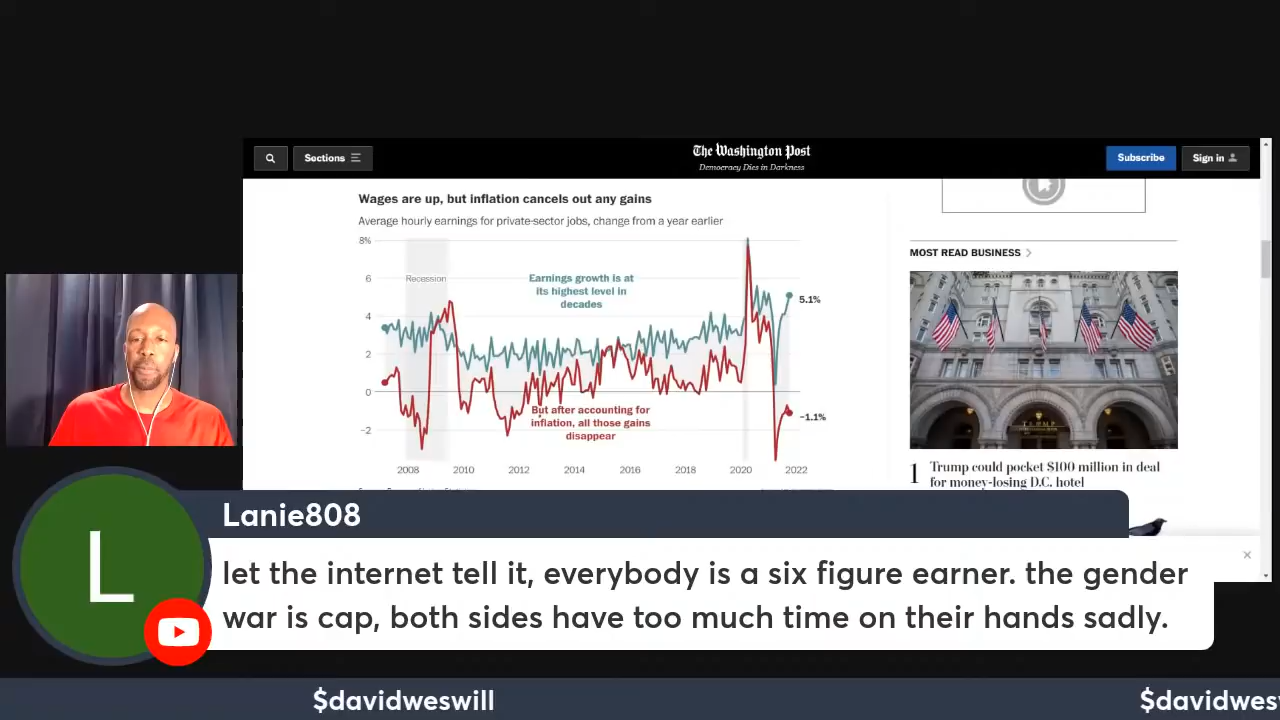 Sections
The Washington Post
Democracy Dies in Darkness
Subscribe
Sign in
Wages are up, but inflation cancels out any gains
Average hourly earnings for private-sector jobs, change from a year earlier
8%
6
4
2
0
−2
Recession
Earnings growth is at
its highest level in
decades
5.1%
But after accounting for
inflation, all those gains
disappear
−1.1%
2008 2010 2012 2014 2016 2018 2020 2022
MOST READ BUSINESS
TRUMP
1 Trump could pocket $100 million in deal
for money-losing D.C. hotel
L
Lanie808
let the internet tell it, everybody is a six figure earner. the gender
war is cap, both sides have too much time on their hands sadly.
$davidweswill
$davidwes